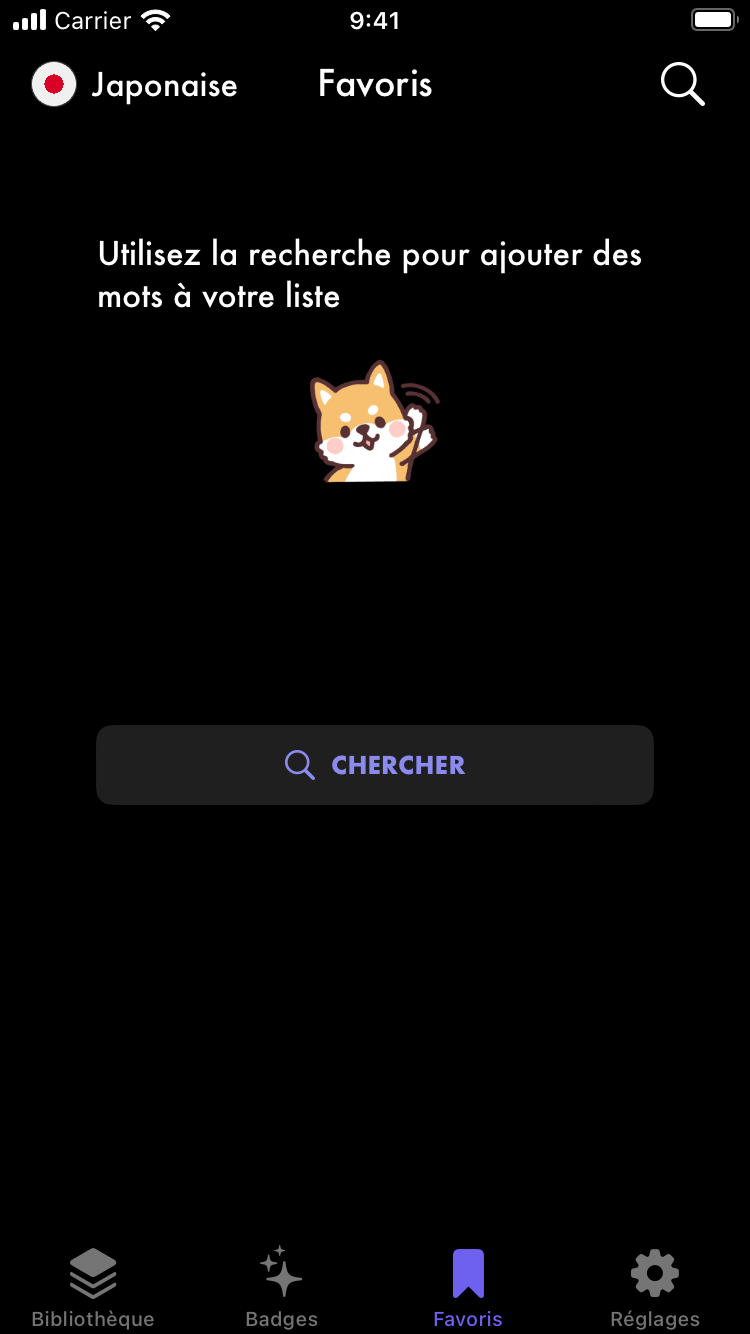 Carrier
9:41
Japonaise
Favoris
Utilisez la recherche pour ajouter des
mots à votre liste
CHERCHER
Bibliothèque
Badges
Favoris
Réglages